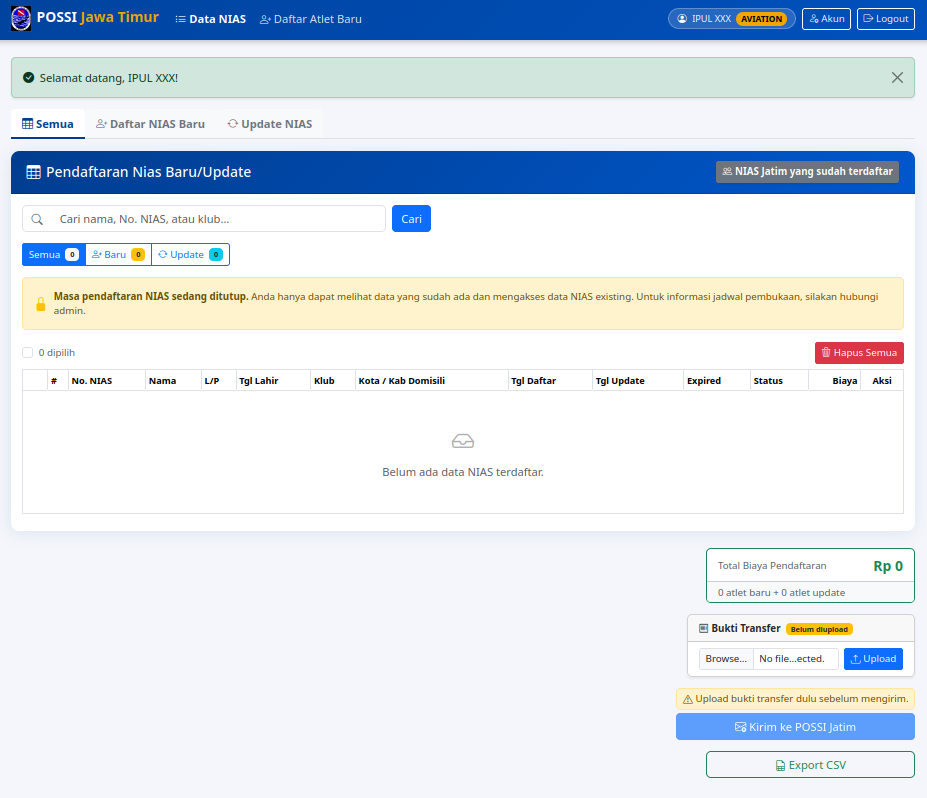 POSSI Jawa Timur Data NIAS Daftar Atlet Baru IPUL XXX AVIATION Akun Logout
Selamat datang, IPUL XXX!
Semua Daftar NIAS Baru Update NIAS
Pendaftaran Nias Baru/Update NIAS Jatim yang sudah terdaftar
Cari nama, No. NIAS, atau klub... Cari
Semua 0 Baru 0 Update 0
Masa pendaftaran NIAS sedang ditutup. Anda hanya dapat melihat data yang sudah ada dan mengakses data NIAS existing. Untuk informasi jadwal pembukaan, silakan hubungi
admin.
0 dipilih Hapus Semua
# No. NIAS Nama L/P Tgl Lahir Klub Kota / Kab Domisili Tgl Daftar Tgl Update Expired Status Biaya Aksi
Belum ada data NIAS terdaftar.
Total Biaya Pendaftaran Rp 0
0 atlet baru + 0 atlet update
Bukti Transfer Belum diupload
Browse... No file...ected. Upload
Upload bukti transfer dulu sebelum mengirim.
Kirim ke POSSI Jatim
Export CSV